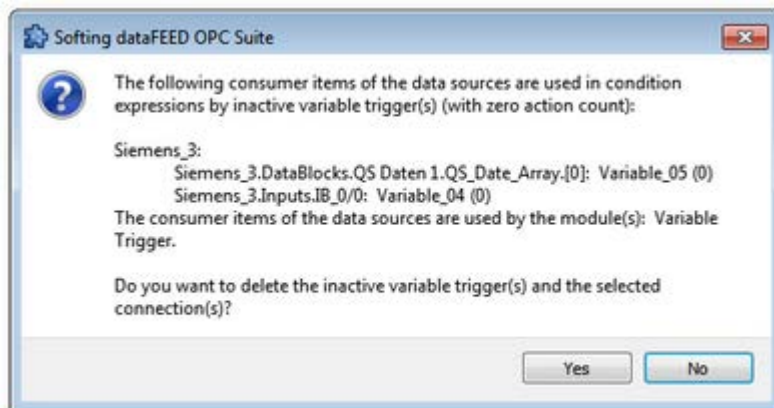 Softing dataFEED OPC Suite
The following consumer items of the data sources are used in condition
expressions by inactive variable trigger(s) (with zero action count):
Siemens_3:
Siemens_3.DataBlocks.QS Daten 1.QS_Date_Array.[0]: Variable_05 (0)
Siemens_3.Inputs.IB_0/0: Variable_04 (0)
The consumer items of the data sources are used by the module(s): Variable
Trigger.
Do you want to delete the inactive variable trigger(s) and the selected
connection(s)?
Yes No